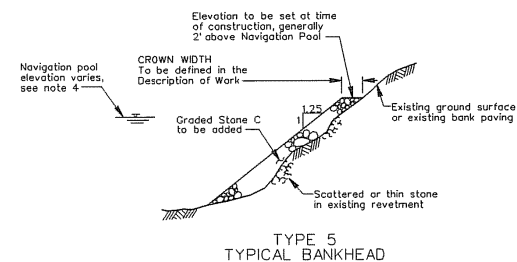 Elevation to be set at time
of construction, generally
2' above Navigation Pool
CROWN WIDTH
To be defined in the
Description of Work
Navigation pool
elevation varies,
see note 4
1.25
1
Existing ground surface
or existing bank paving
Graded Stone C
to be added
Scattered or thin stone
in existing revetment
TYPE 5
TYPICAL BANKHEAD